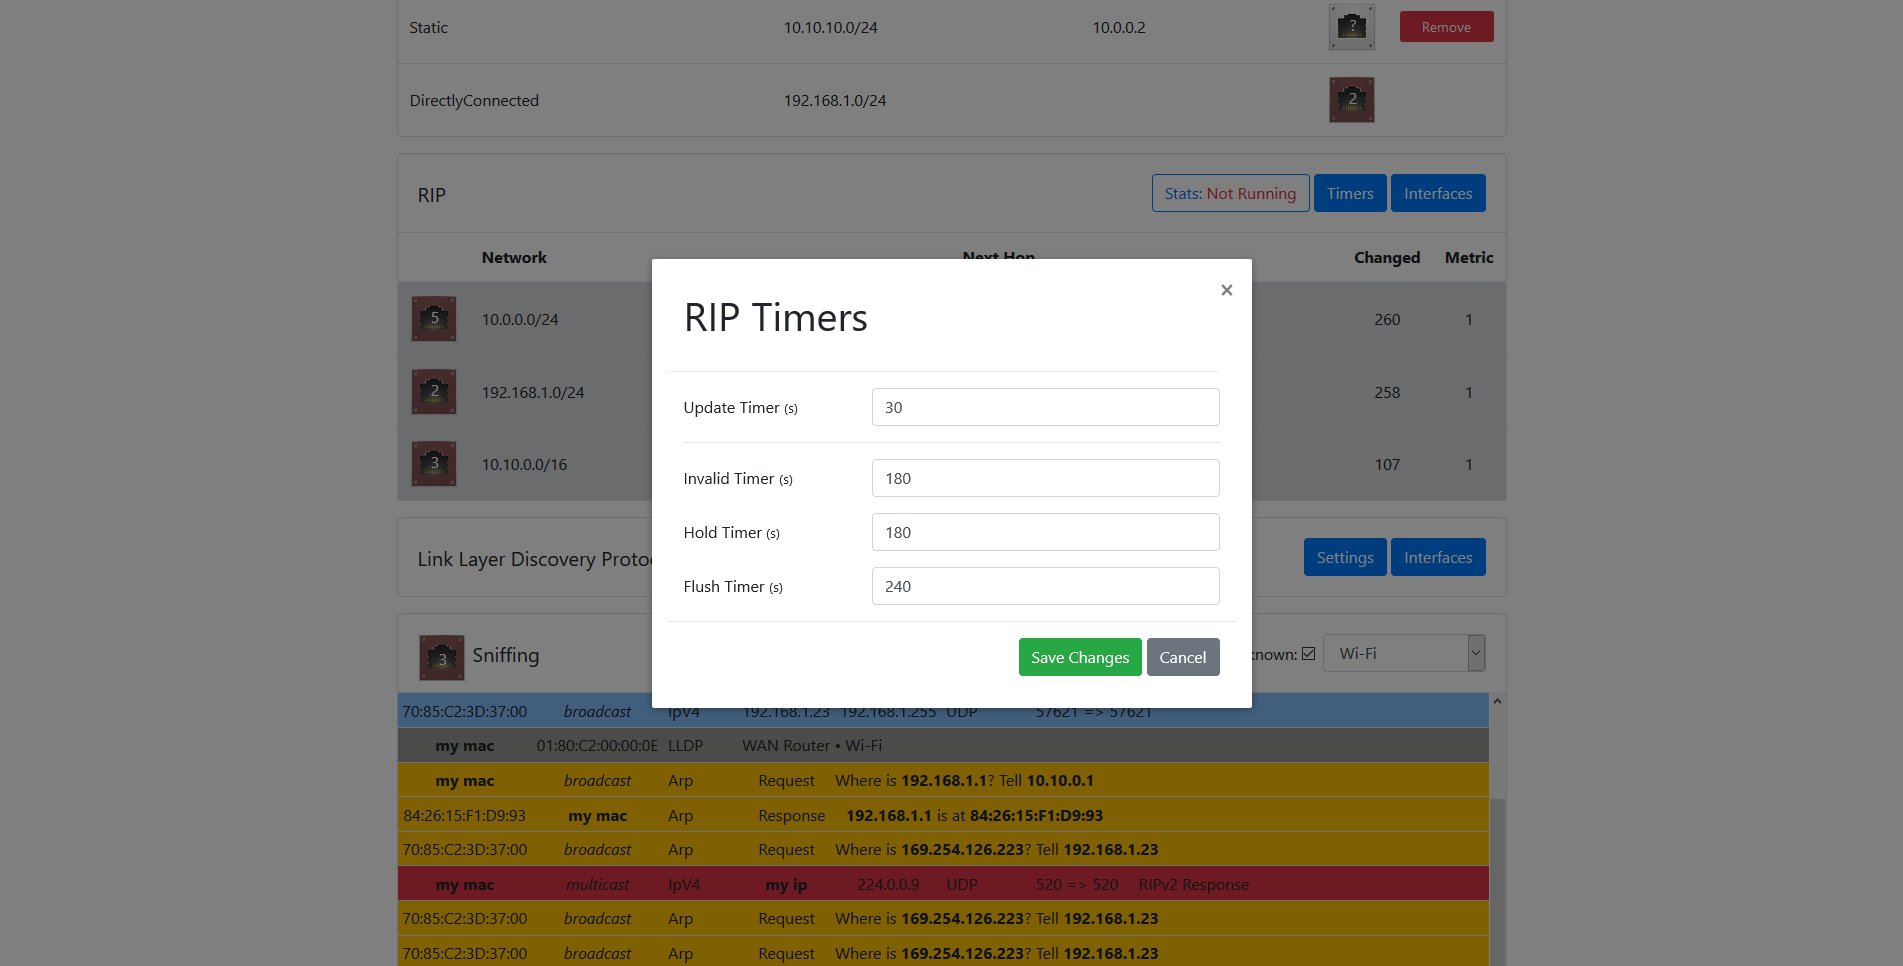 Static 10.10.10.0/24 10.0.0.2 ? Remove
DirectlyConnected 192.168.1.0/24 2
RIP Stats: Not Running Timers Interfaces
Network Next Hop Changed Metric
5 10.0.0.0/24 260 1
2 192.168.1.0/24 258 1
3 10.10.0.0/16 107 1
×
RIP Timers
Update Timer (s) 30
Invalid Timer (s) 180
Hold Timer (s) 180
Flush Timer (s) 240
Save Changes Cancel
Link Layer Discovery Settings Interfaces
3 Sniffing Wi-Fi
70:85:C2:3D:37:00 broadcast IpV4 192.168.1.23 192.168.1.255 UDP 57621 => 57621
my mac 01:80:C2:00:00:0E LLDP WAN Router • Wi-Fi
my mac broadcast Arp Request Where is 192.168.1.1? Tell 10.10.0.1
84:26:15:F1:D9:93 my mac Arp Response 192.168.1.1 is at 84:26:15:F1:D9:93
70:85:C2:3D:37:00 broadcast Arp Request Where is 169.254.126.223? Tell 192.168.1.23
my mac multicast IpV4 my ip 224.0.0.9 UDP 520 => 520 RIPv2 Response
70:85:C2:3D:37:00 broadcast Arp Request Where is 169.254.126.223? Tell 192.168.1.23
70:85:C2:3D:37:00 broadcast Arp Request Where is 169.254.126.223? Tell 192.168.1.23